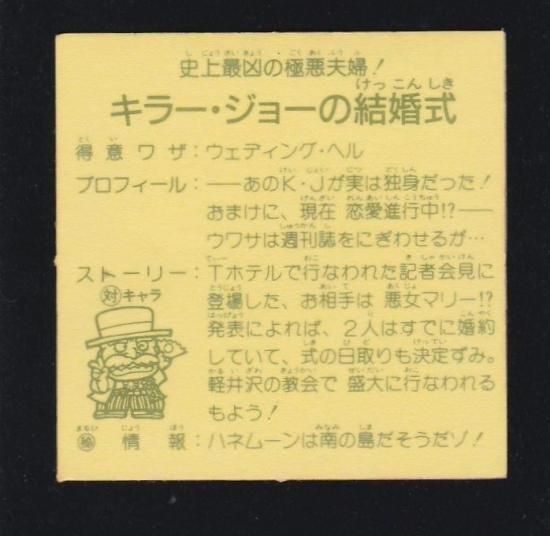 史上最凶の極悪夫婦!
キラー・ジョーの結婚式
得意ワザ:ウェディング・ヘル
プロフィール:――あのK・Jが実は独身だった!
おまけに、現在 恋愛進行中!?――
ウワサは週刊誌をにぎわせるが…
ストーリー:Tホテルで行なわれた記者会見に
登場した、お相手は 悪女マリー!?
発表によれば、2人はすでに婚約
していて、式の日取りも決定ずみ。
軽井沢の教会で 盛大に行なわれる
もよう!
対キャラ
㊙情報:ハネムーンは南の島だそうだゾ!